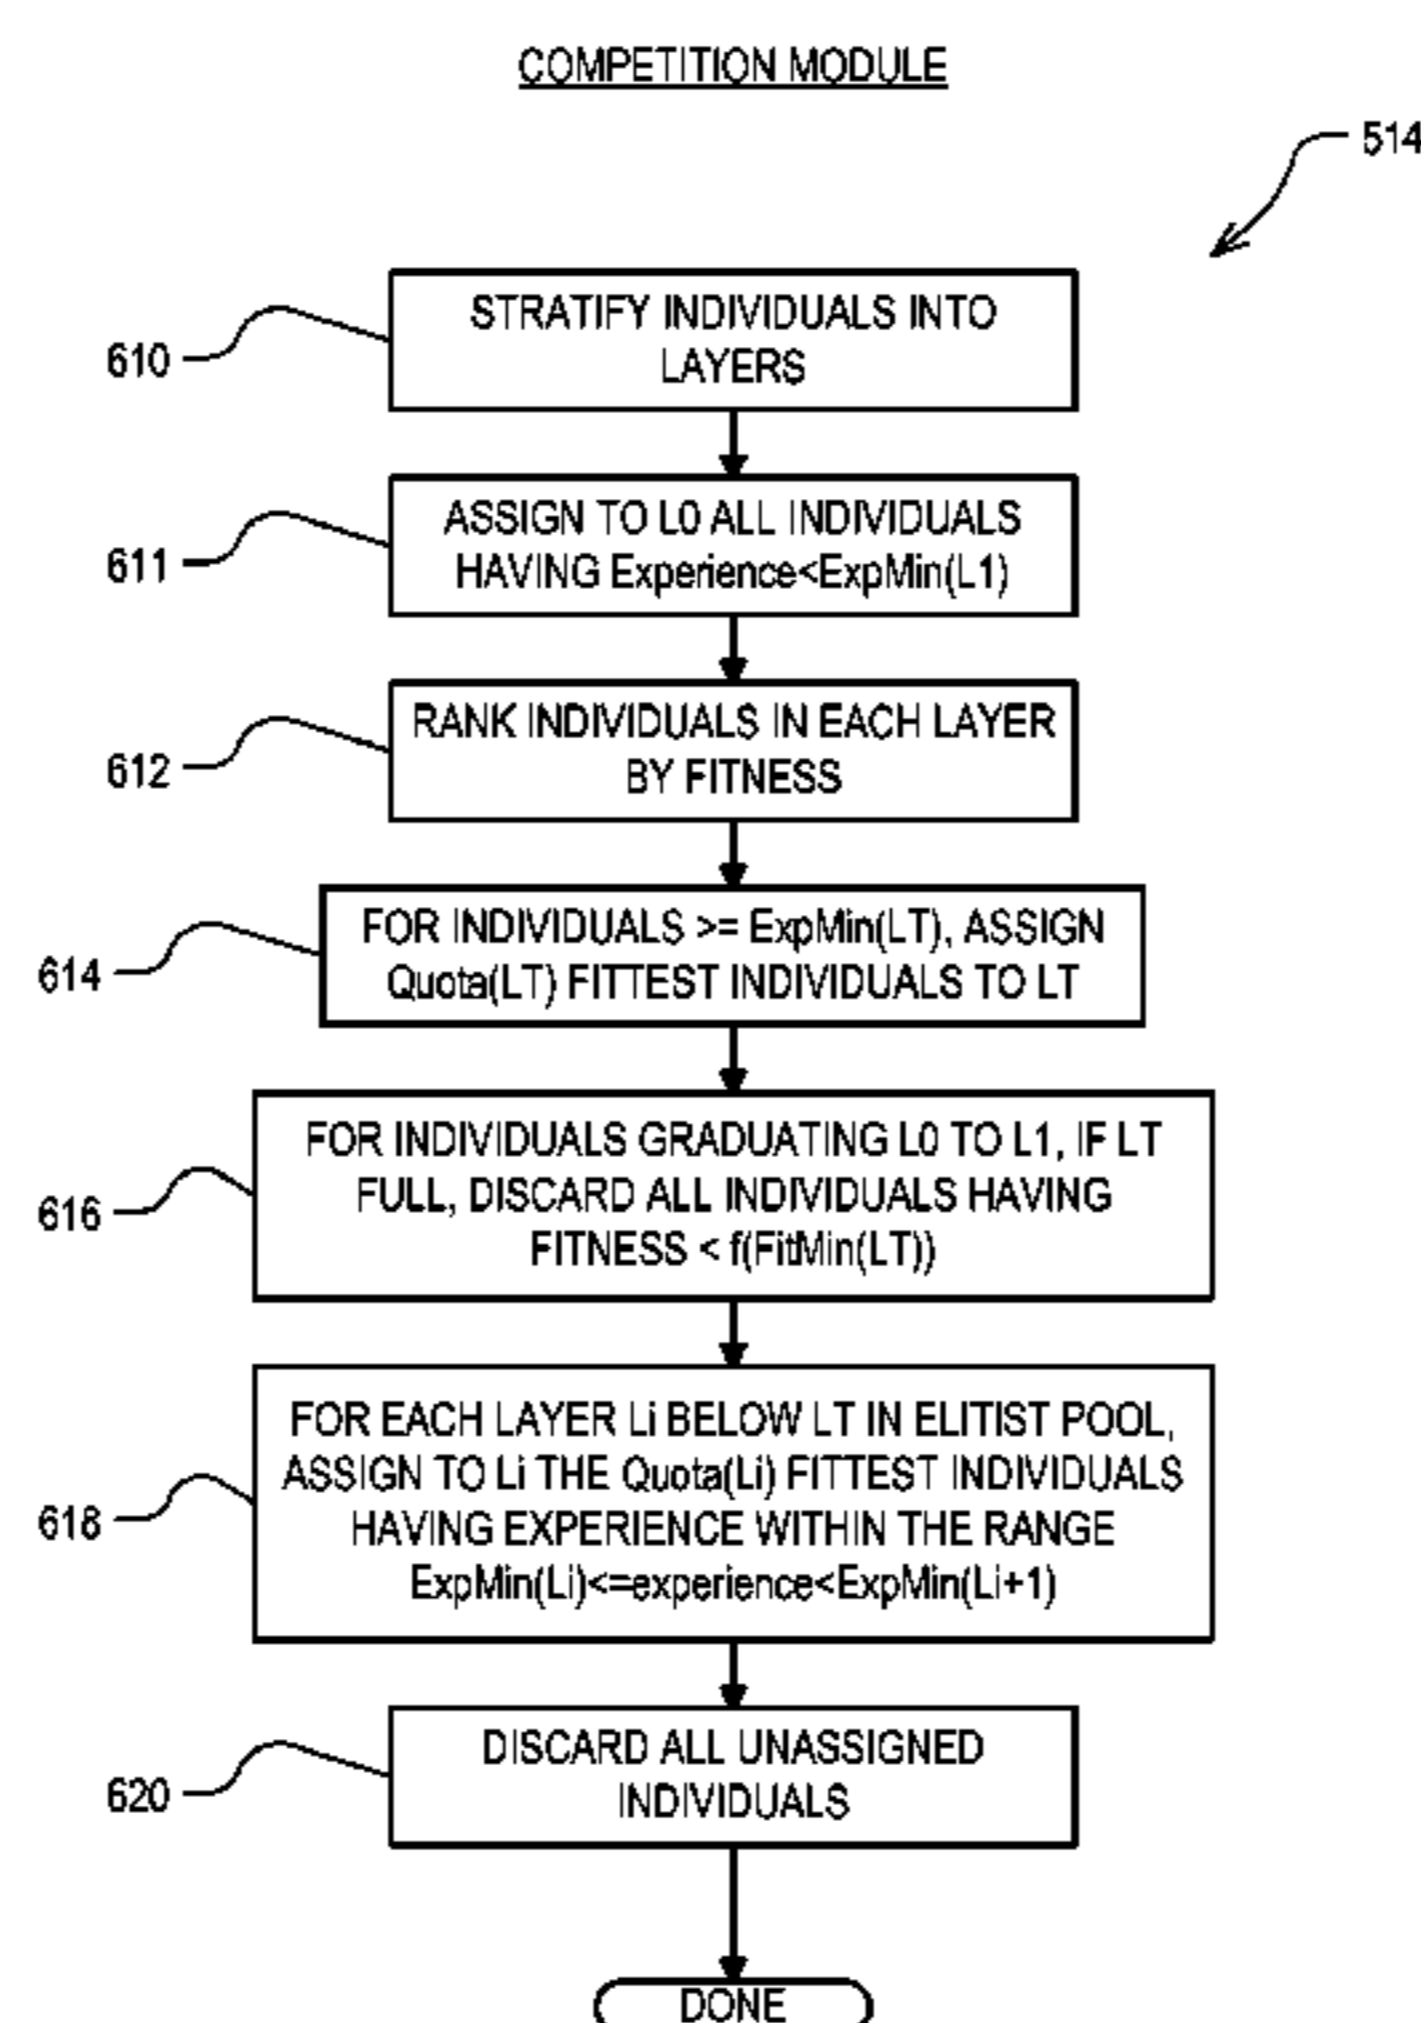 COMPETITION MODULE
514
610
STRATIFY INDIVIDUALS INTO
LAYERS
611
ASSIGN TO L0 ALL INDIVIDUALS
HAVING Experience<ExpMin(L1)
612
RANK INDIVIDUALS IN EACH LAYER
BY FITNESS
614
FOR INDIVIDUALS >= ExpMin(LT), ASSIGN
Quota(LT) FITTEST INDIVIDUALS TO LT
616
FOR INDIVIDUALS GRADUATING L0 TO L1, IF LT
FULL, DISCARD ALL INDIVIDUALS HAVING
FITNESS < f(FitMin(LT))
618
FOR EACH LAYER Li BELOW LT IN ELITIST POOL,
ASSIGN TO Li THE Quota(Li) FITTEST INDIVIDUALS
HAVING EXPERIENCE WITHIN THE RANGE
ExpMin(Li)<=experience<ExpMin(Li+1)
620
DISCARD ALL UNASSIGNED
INDIVIDUALS
DONE